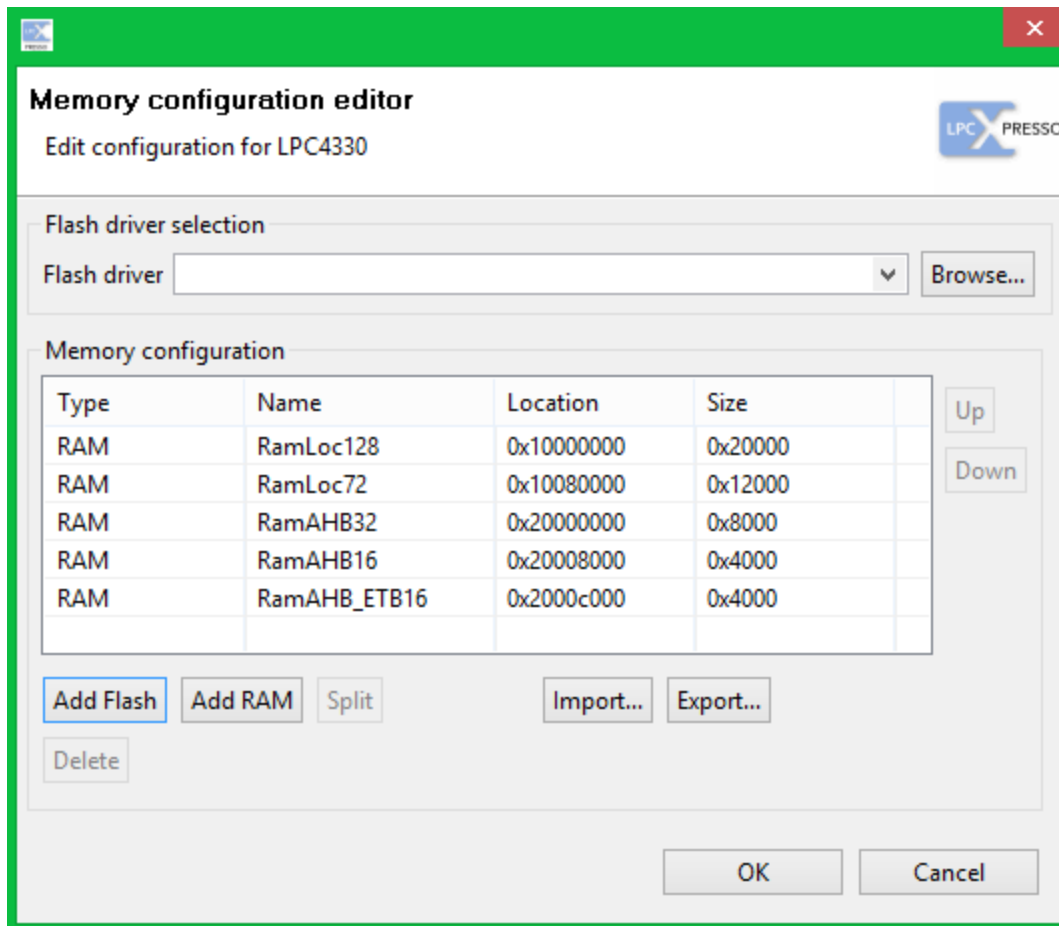 Memory configuration editor
Edit configuration for LPC4330
LPC X PRESSO
Flash driver selection
Flash driver Browse...
Memory configuration
Type Name Location Size
RAM RamLoc128 0x10000000 0x20000
RAM RamLoc72 0x10080000 0x12000
RAM RamAHB32 0x20000000 0x8000
RAM RamAHB16 0x20008000 0x4000
RAM RamAHB_ETB16 0x2000c000 0x4000
Up
Down
Add Flash Add RAM Split Import... Export...
Delete
OK Cancel